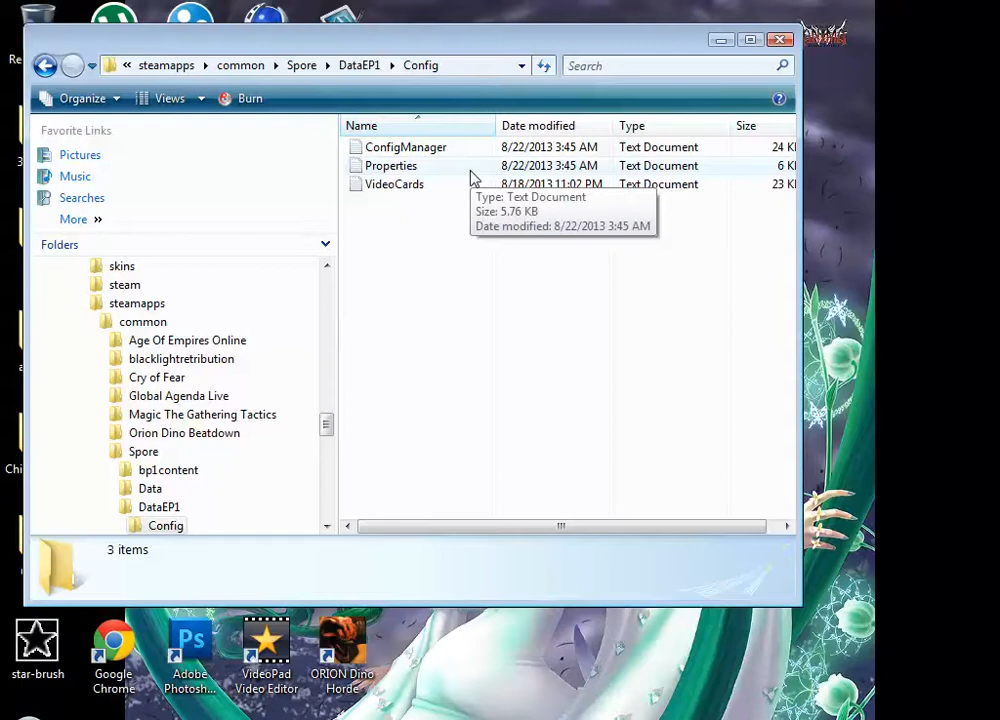 « steamapps common Spore DataEP1 Config Search
Organize Views Burn
Favorite Links
Pictures
Music
Searches
More »
Folders
Name Date modified Type Size
ConfigManager 8/22/2013 3:45 AM Text Document 24 K
Properties 8/22/2013 3:45 AM Text Document 6 K
VideoCards 8/18/2013 11:02 PM Text Document 23 K
Type: Text Document
Size: 5.76 KB
Date modified: 8/22/2013 3:45 AM
skins
steam
steamapps
common
Age Of Empires Online
blacklightretribution
Cry of Fear
Global Agenda Live
Magic The Gathering Tactics
Orion Dino Beatdown
Spore
bp1content
Data
DataEP1
Config
3 items
Re
3
a
Chi
star-brush
Google
Chrome
Adobe
Photosh...
VideoPad
Video Editor
ORION Dino
Horde
Ps